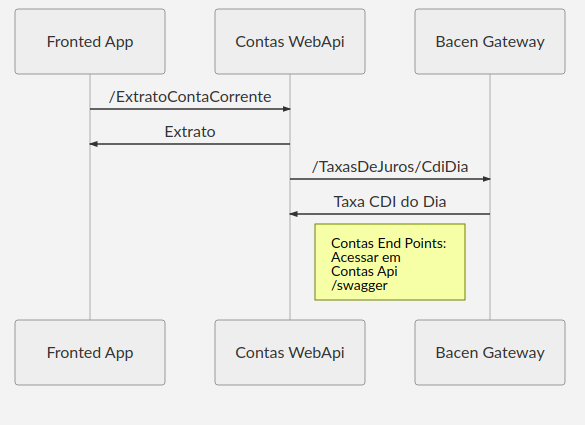 Fronted App
Contas WebApi
Bacen Gateway
/ExtratoContaCorrente
Extrato
/TaxasDeJuros/CdiDia
Taxa CDI do Dia
Contas End Points:
Acessar em
Contas Api
/swagger
Fronted App
Contas WebApi
Bacen Gateway